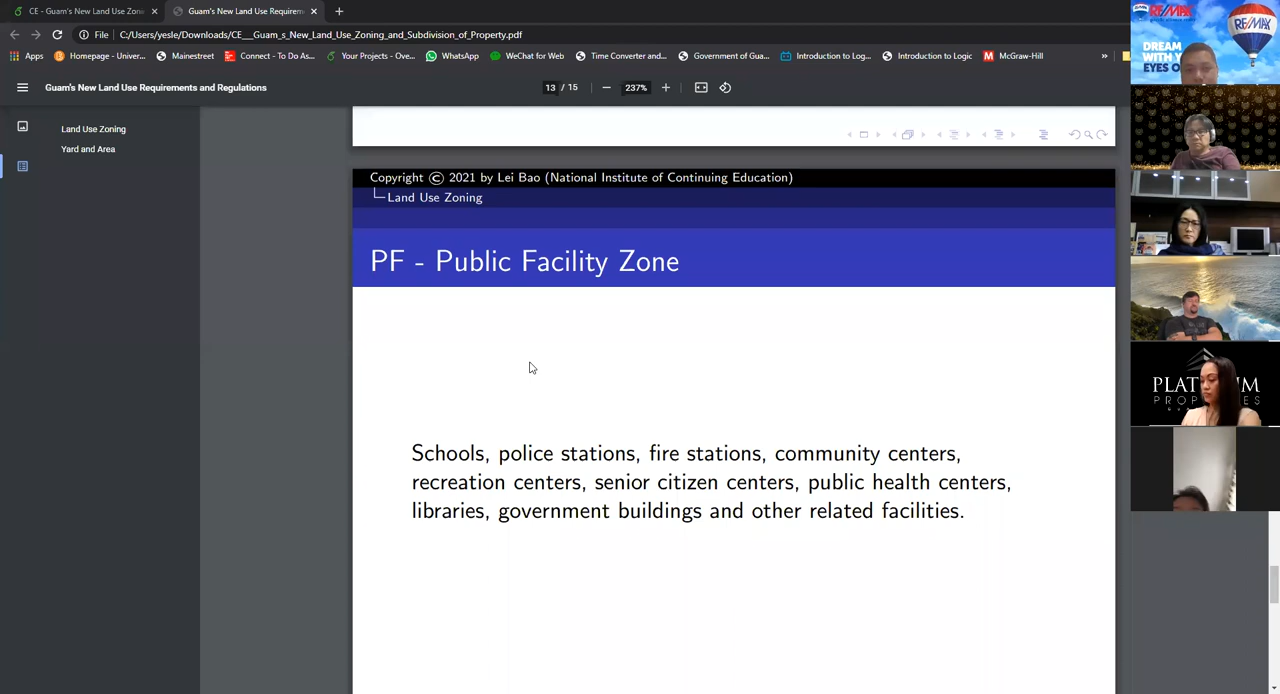 CE - Guam's New Land Use Zoni
Guam's New Land Use Requirem
File
C:/Users/yesle/Downloads/CE___Guam_s_New_Land_Use_Zoning_and_Subdivision_of_Property.pdf
Apps
Homepage - Univer...
Mainestreet
Connect - To Do As...
Your Projects - Ove...
WhatsApp
WeChat for Web
Time Converter and...
Government of Gua...
Introduction to Log...
Introduction to Logic
McGraw-Hill
Guam's New Land Use Requirements and Regulations
13 / 15
237%
Land Use Zoning
Yard and Area
Copyright © 2021 by Lei Bao (National Institute of Continuing Education)
Land Use Zoning
PF - Public Facility Zone
Schools, police stations, fire stations, community centers,
recreation centers, senior citizen centers, public health centers,
libraries, government buildings and other related facilities.
RE/MAX
RE/MAX
DREAM
WITH
EYES O